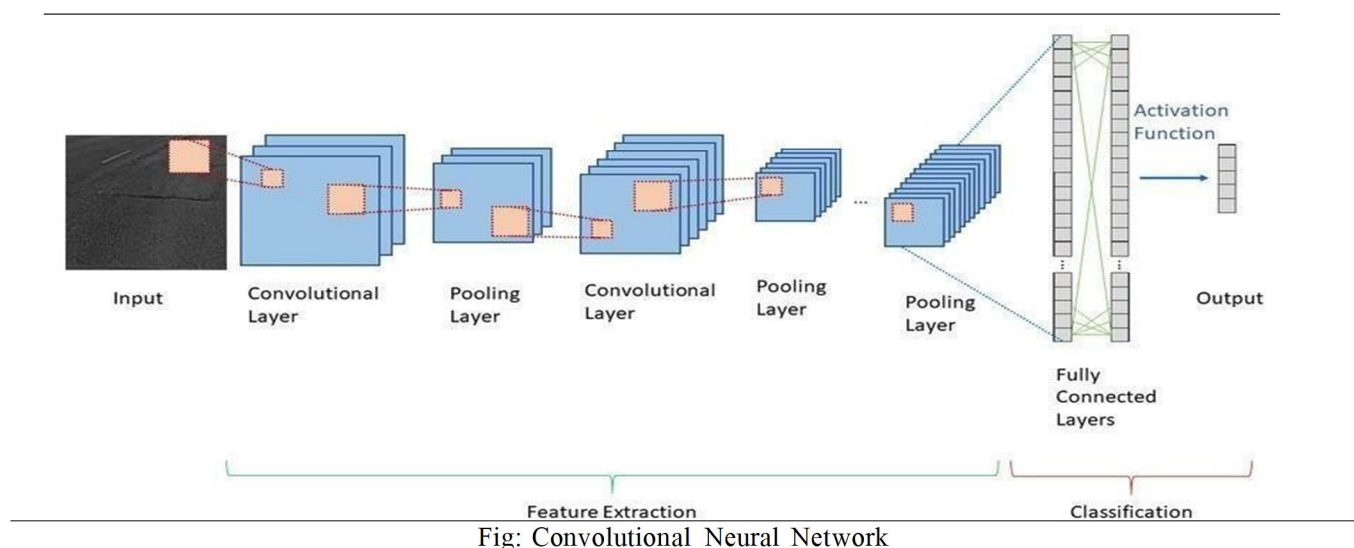 Activation
Function
Input
Convolutional
Layer
Pooling
Layer
Convolutional
Layer
Pooling
Layer
...
Pooling
Layer
Output
Fully
Connected
Layers
Feature Extraction
Classification
Fig: Convolutional Neural Network